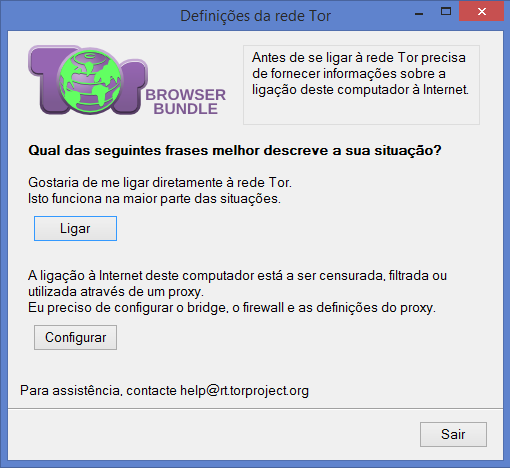 Definições da rede Tor
Tor
BROWSER
BUNDLE
Antes de se ligar à rede Tor precisa
de fornecer informações sobre a
ligação deste computador à Internet.
Qual das seguintes frases melhor descreve a sua situação?
Gostaria de me ligar diretamente à rede Tor.
Isto funciona na maior parte das situações.
Ligar
A ligação à Internet deste computador está a ser censurada, filtrada ou
utilizada através de um proxy.
Eu preciso de configurar o bridge, o firewall e as definições do proxy.
Configurar
Para assistência, contacte help@rt.torproject.org
Sair